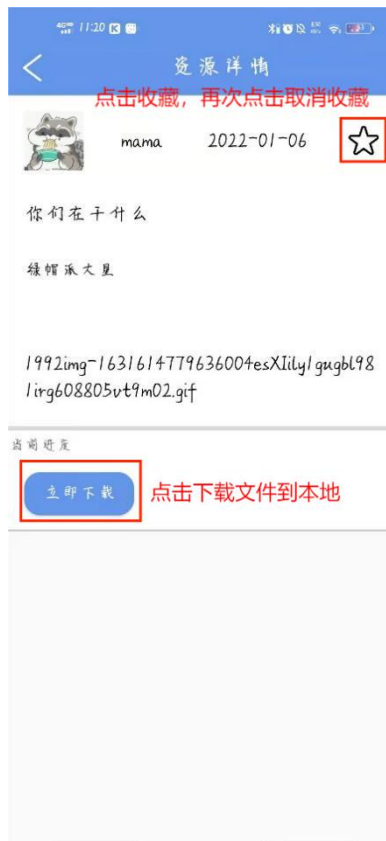 11:20
资源详情
点击收藏，再次点击取消收藏
mama 2022-01-06
你们在干什么
绿帽派大星
1992img-1631614779636004esXIily1gugbl98
1irg608805vt9m02.gif
当前进度
立即下载 点击下载文件到本地